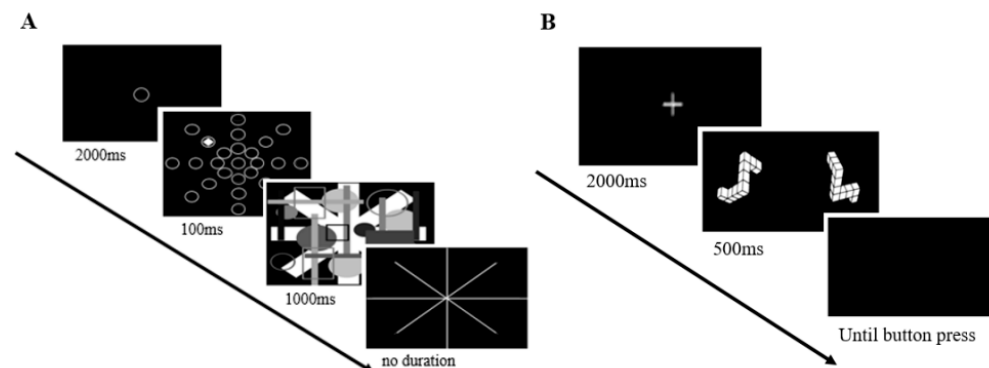 A
2000ms
100ms
1000ms
no duration
B
2000ms
500ms
Until button press